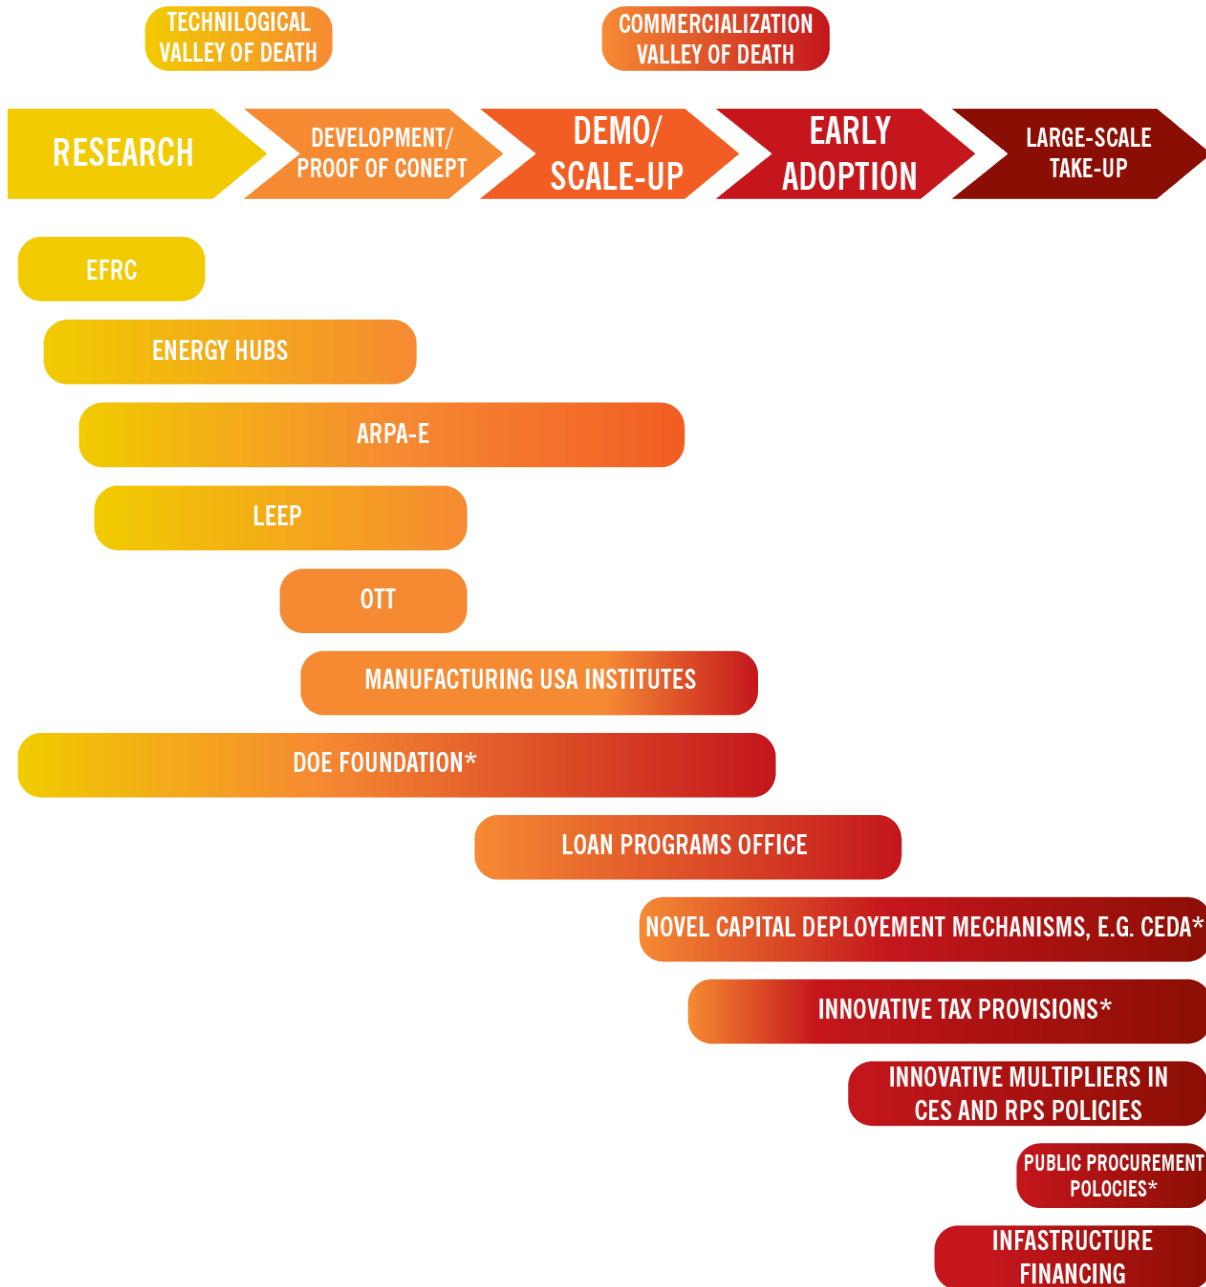 TECHNILOGICAL
VALLEY OF DEATH
COMMERCIALIZATION
VALLEY OF DEATH
RESEARCH
DEVELOPMENT/
PROOF OF CONEPT
DEMO/
SCALE-UP
EARLY
ADOPTION
LARGE-SCALE
TAKE-UP
EFRC
ENERGY HUBS
ARPA-E
LEEP
OTT
MANUFACTURING USA INSTITUTES
DOE FOUNDATION*
LOAN PROGRAMS OFFICE
NOVEL CAPITAL DEPLOYEMENT MECHANISMS, E.G. CEDA*
INNOVATIVE TAX PROVISIONS*
INNOVATIVE MULTIPLIERS IN
CES AND RPS POLICIES
PUBLIC PROCUREMENT
POLOCIES*
INFASTRUCTURE
FINANCING